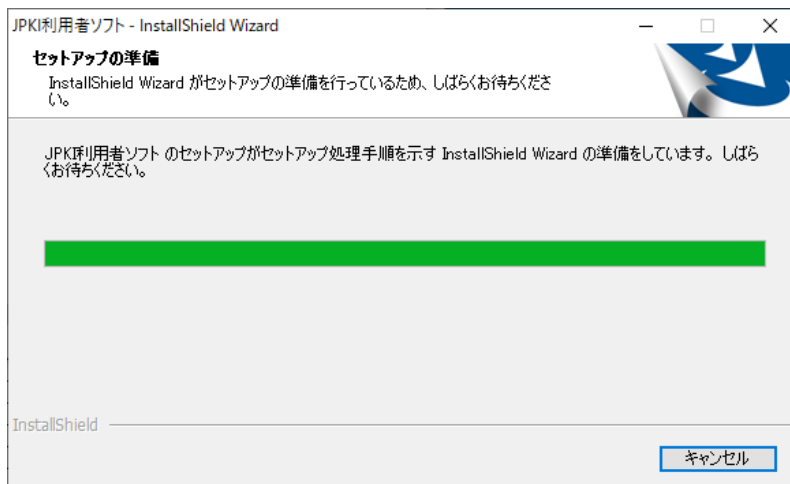 JPKI利用者ソフト - InstallShield Wizard
セットアップの準備
InstallShield Wizard がセットアップの準備を行っているため、しばらくお待ちくださ
い。
JPKI利用者ソフト のセットアップがセットアップ処理手順を示す InstallShield Wizard の準備をしています。しばら
くお待ちください。
InstallShield
キャンセル